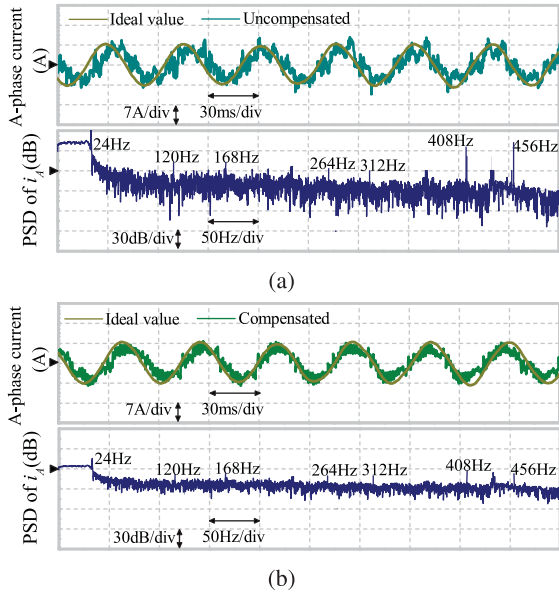 Ideal value Uncompensated
A-phase current
(A)
7A/div 30ms/div
PSD of iA(dB)
24Hz 120Hz 168Hz 264Hz 312Hz 408Hz 456Hz
30dB/div 50Hz/div
(a)
Ideal value Compensated
A-phase current
(A)
7A/div 30ms/div
PSD of iA(dB)
24Hz 120Hz 168Hz 264Hz 312Hz 408Hz 456Hz
30dB/div 50Hz/div
(b)